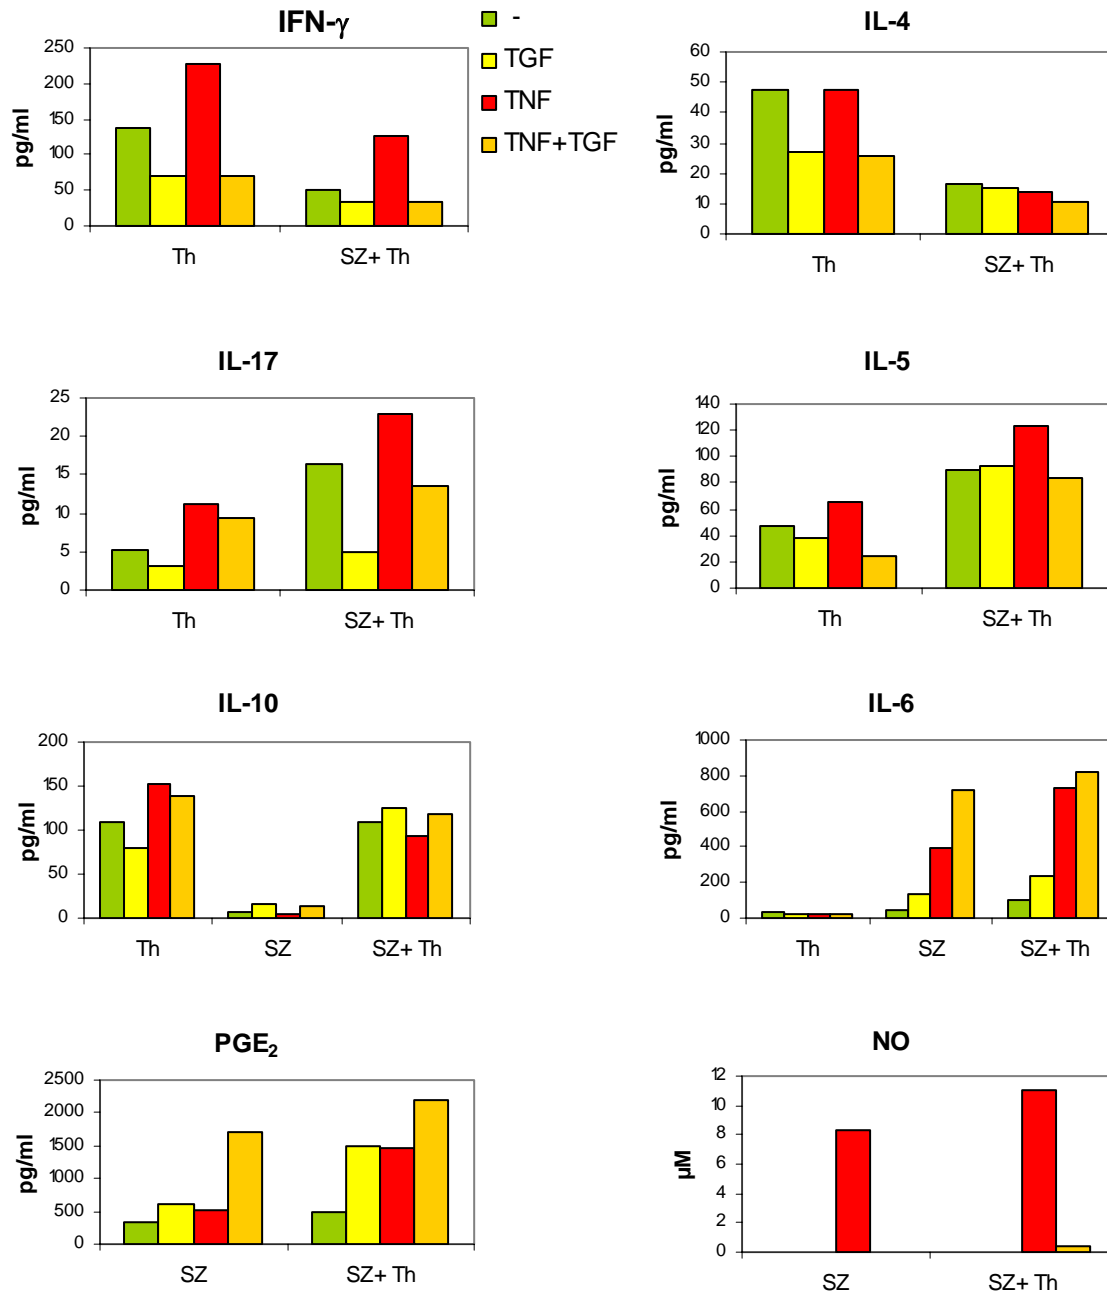 IFN-γ
-
TGF
TNF
TNF+TGF
250
200
150
100
50
0
pg/ml
Th
SZ+ Th
IL-4
60
50
40
30
20
10
0
pg/ml
Th
SZ+ Th
IL-17
25
20
15
10
5
0
pg/ml
Th
SZ+ Th
IL-5
140
120
100
80
60
40
20
0
pg/ml
Th
SZ+ Th
IL-10
200
150
100
50
0
pg/ml
Th
SZ
SZ+ Th
IL-6
1000
800
600
400
200
0
pg/ml
Th
SZ
SZ+ Th
PGE₂
2500
2000
1500
1000
500
0
pg/ml
SZ
SZ+ Th
NO
12
10
8
6
4
2
0
µM
SZ
SZ+ Th